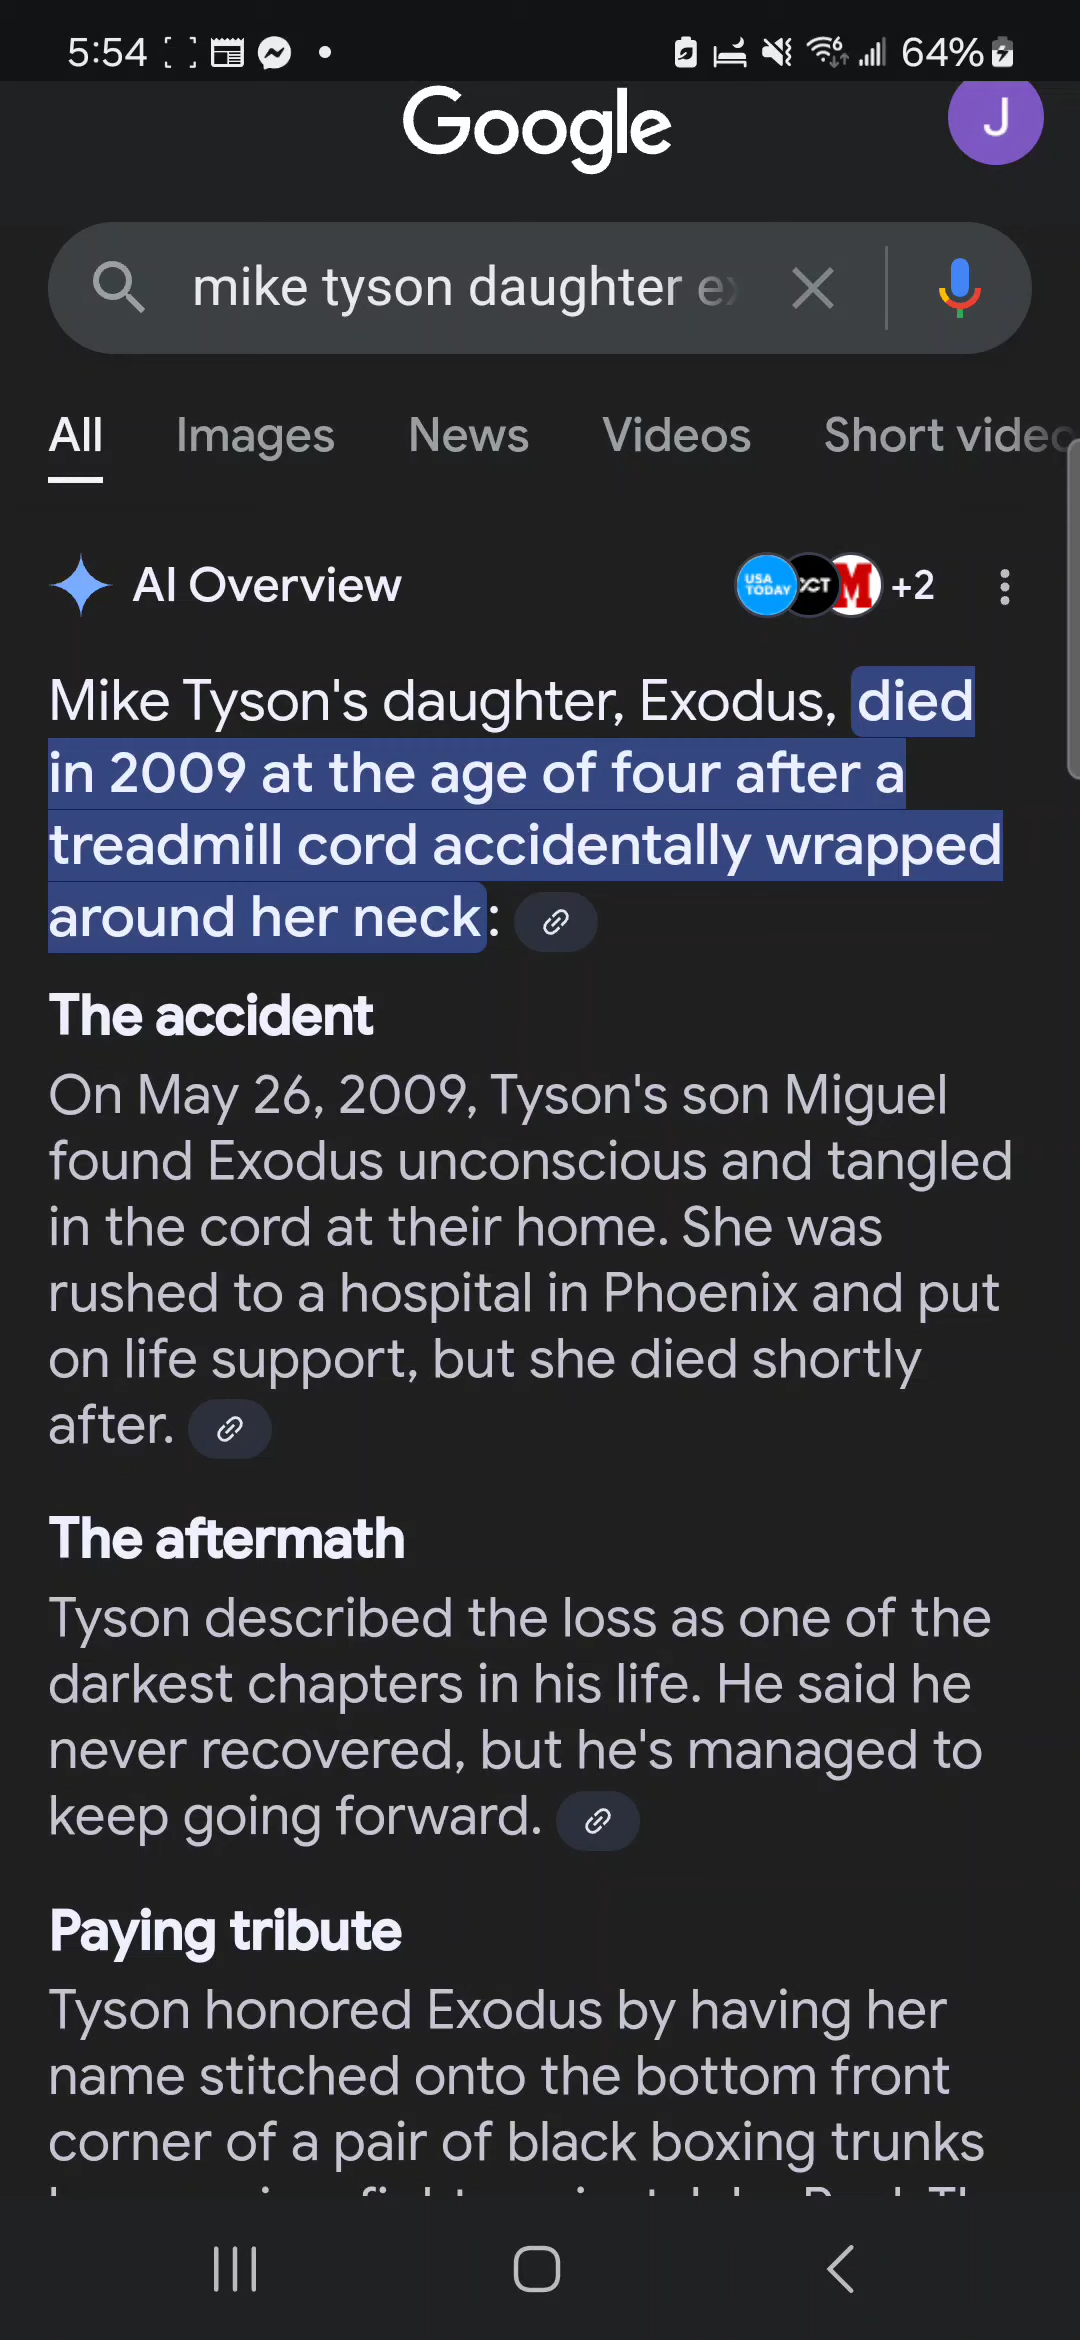 5:54 64%
Google
J
mike tyson daughter ex
All Images News Videos Short video
AI Overview
USA TODAY M +2
Mike Tyson's daughter, Exodus, died
in 2009 at the age of four after a
treadmill cord accidentally wrapped
around her neck:
The accident
On May 26, 2009, Tyson's son Miguel
found Exodus unconscious and tangled
in the cord at their home. She was
rushed to a hospital in Phoenix and put
on life support, but she died shortly
after.
The aftermath
Tyson described the loss as one of the
darkest chapters in his life. He said he
never recovered, but he's managed to
keep going forward.
Paying tribute
Tyson honored Exodus by having her
name stitched onto the bottom front
corner of a pair of black boxing trunks